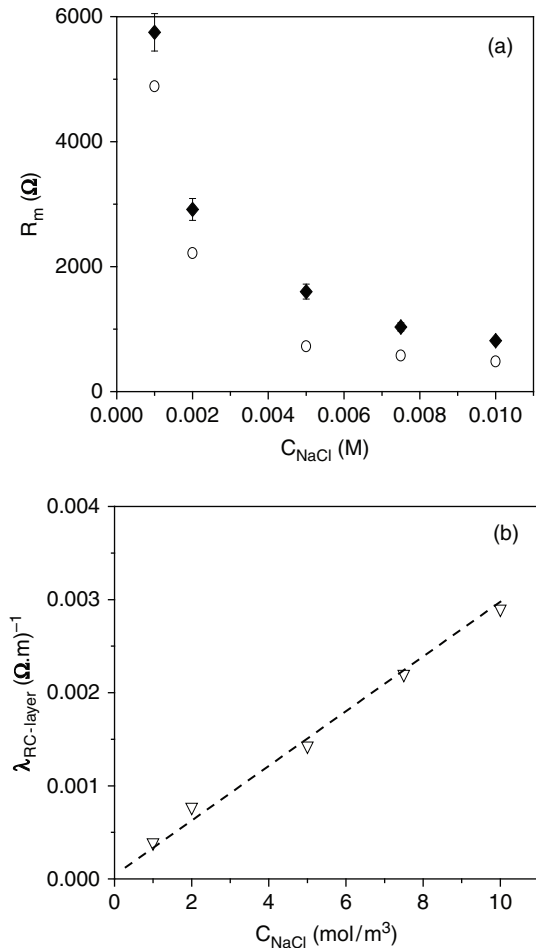 (a)
6000
4000
2000
0
R_m (Ω)
0.000 0.002 0.004 0.006 0.008 0.010
C_NaCl (M)
(b)
0.004
0.003
0.002
0.001
0.000
λ_RC-layer (Ω.m)⁻¹
0 2 4 6 8 10
C_NaCl (mol/m³)